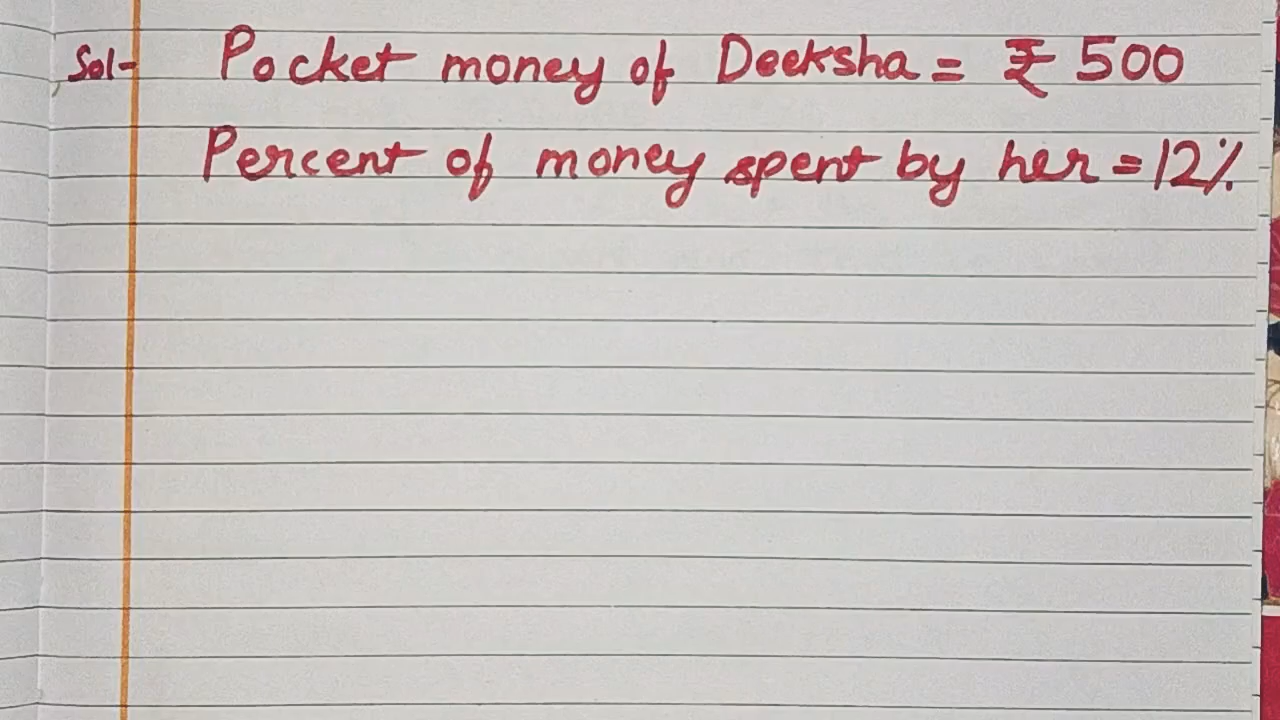 Sol- Pocket money of Deeksha = ₹ 500
Percent of money spent by her = 12%